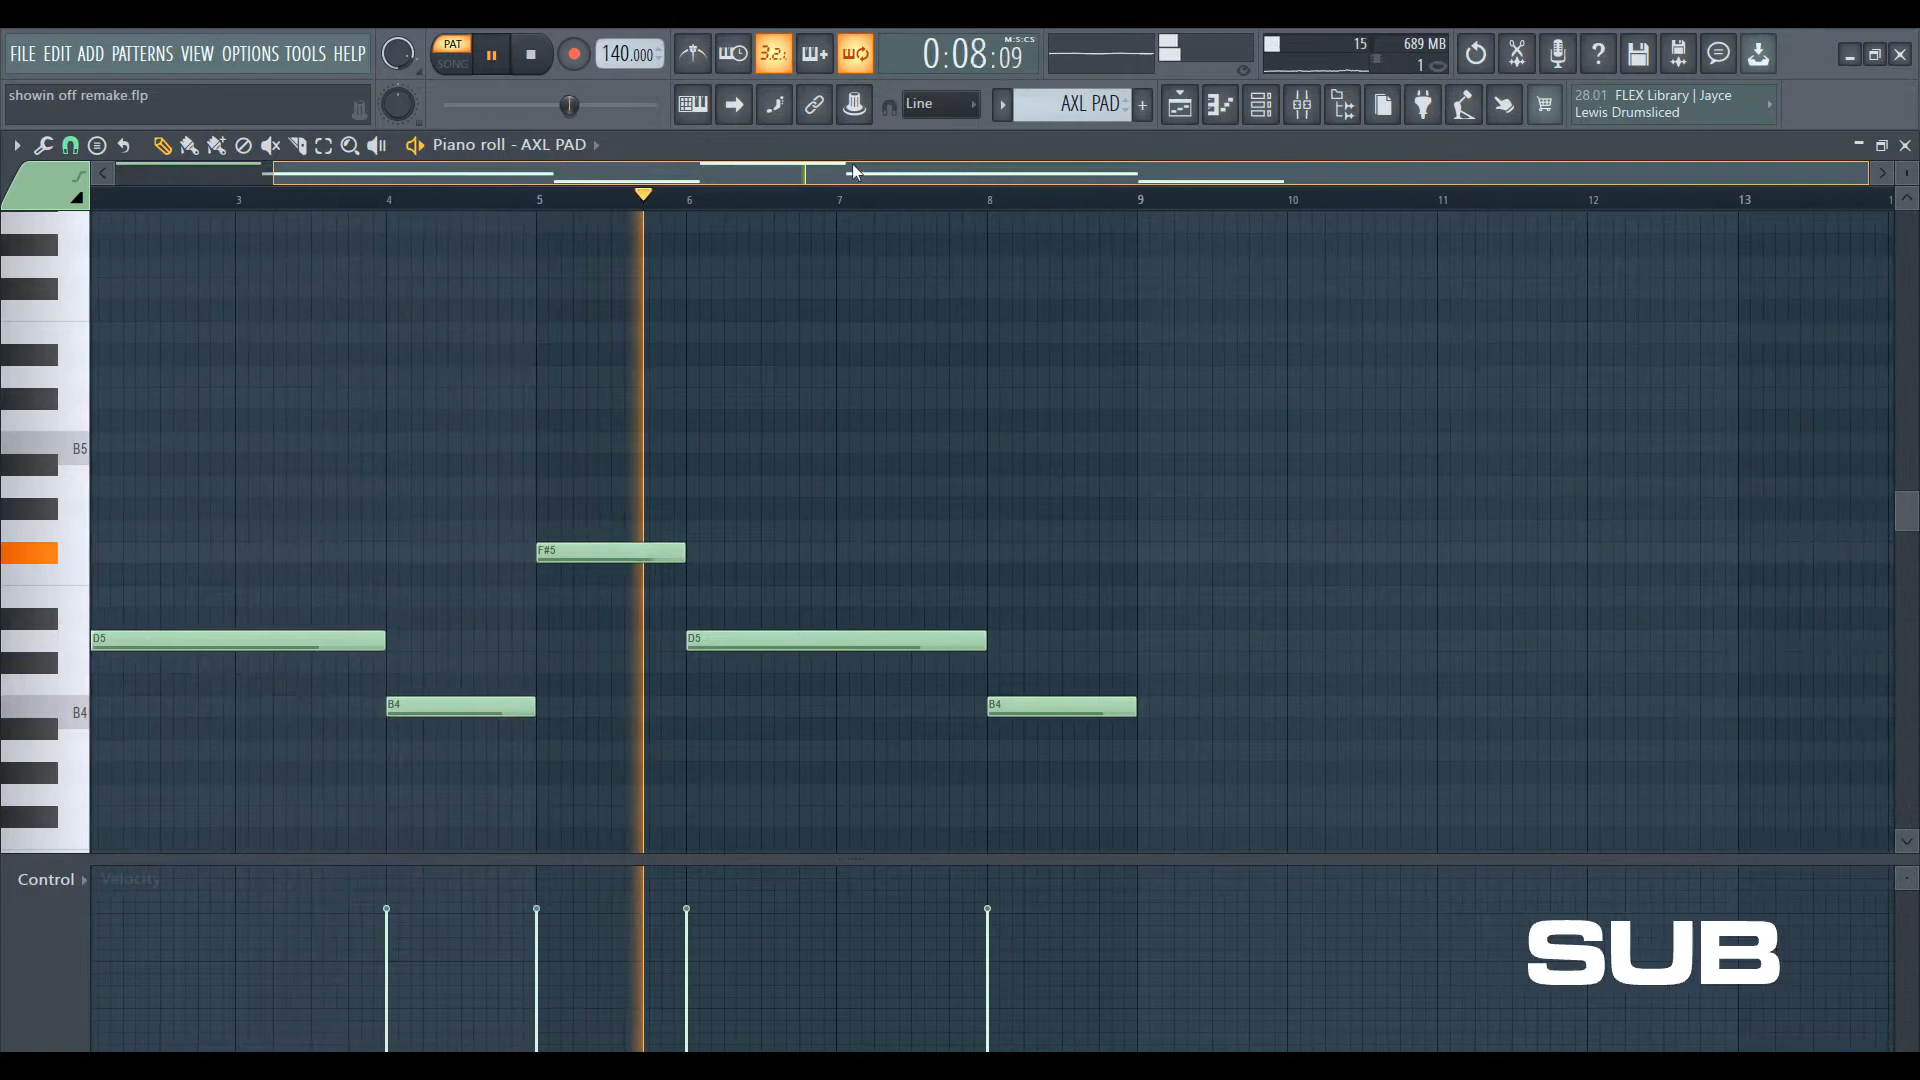 FILE EDIT ADD PATTERNS VIEW OPTIONS TOOLS HELP
PAT
SONG
140.000
3.2.
0:08:09
M:S:CS
15
689 MB
1
showin off remake.flp
Line
AXL PAD
28.01 FLEX Library | Jayce
Lewis Drumsliced
Piano roll - AXL PAD
3 4 5 6 7 8 9 10 11 12 13
B5
F#5
D5
D5
B4
B4
B4
Control
Velocity
SUB